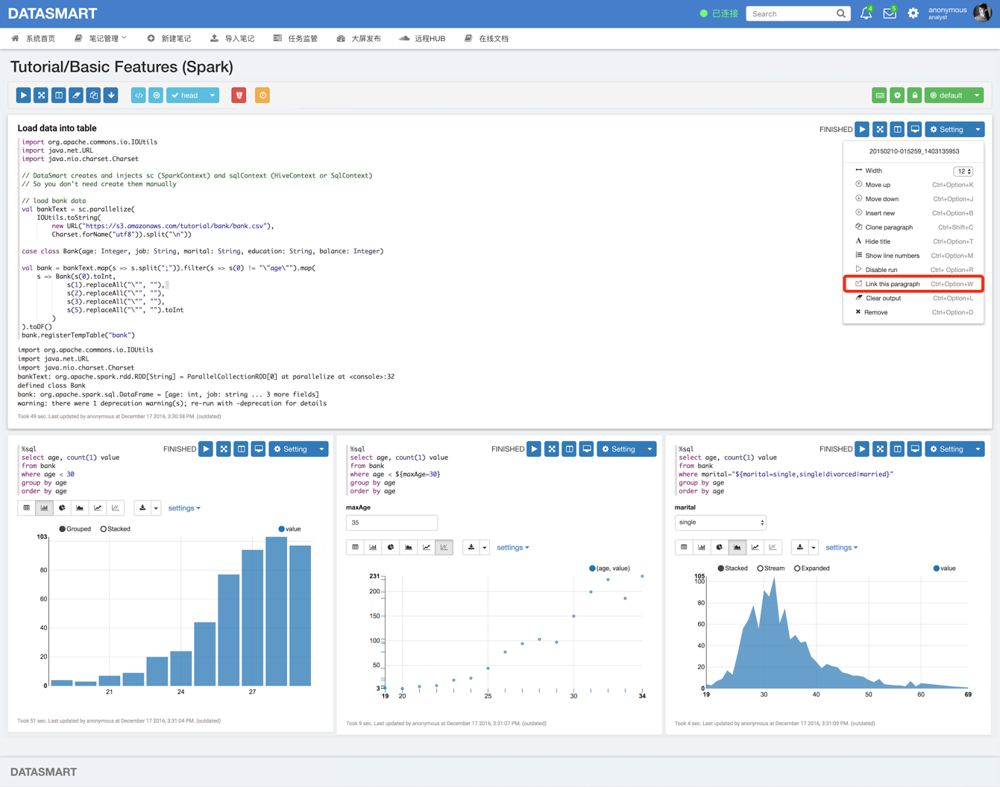 DATASMART
已连接
Search
4
5
anonymous
analyst
系统首页
笔记管理
新建笔记
导入笔记
任务监管
大屏发布
远程HUB
在线文档
Tutorial/Basic Features (Spark)
head
default
Load data into table
FINISHED
Setting
import org.apache.commons.io.IOUtils
import java.net.URL
import java.nio.charset.Charset
// DataSmart creates and injects sc (SparkContext) and sqlContext (HiveContext or SqlContext)
// So you don't need create them manually
// load bank data
val bankText = sc.parallelize(
IOUtils.toString(
new URL("https://s3.amazonaws.com/tutorial/bank/bank.csv"),
Charset.forName("utf8")).split("\n"))
case class Bank(age: Integer, job: String, marital: String, education: String, balance: Integer)
val bank = bankText.map(s => s.split(";")).filter(s => s(0) != "\"age\"").map(
s => Bank(s(0).toInt,
s(1).replaceAll("\"", ""),
s(2).replaceAll("\"", ""),
s(3).replaceAll("\"", ""),
s(5).replaceAll("\"", "").toInt
)
).toDF()
bank.registerTempTable("bank")
import org.apache.commons.io.IOUtils
import java.net.URL
import java.nio.charset.Charset
bankText: org.apache.spark.rdd.RDD[String] = ParallelCollectionRDD[0] at parallelize at <console>:32
defined class Bank
bank: org.apache.spark.sql.DataFrame = [age: int, job: string ... 3 more fields]
warning: there were 1 deprecation warning(s); re-run with -deprecation for details
Took 49 sec. Last updated by anonymous at December 17 2016, 3:30:58 PM. (outdated)
20150210-015259_1403135953
Width 12
Move up Ctrl+Option+K
Move down Ctrl+Option+J
Insert new Ctrl+Option+B
Clone paragraph Ctrl+Shift+C
Hide title Ctrl+Option+T
Show line numbers Ctrl+Option+M
Disable run Ctrl+ Option+R
Link this paragraph Ctrl+Option+W
Clear output Ctrl+Option+L
Remove Ctrl+Option+D
%sql
FINISHED
Setting
select age, count(1) value
from bank
where age < 30
group by age
order by age
settings
Grouped
Stacked
value
103
80
60
40
20
0
21
24
27
Took 51 sec. Last updated by anonymous at December 17 2016, 3:31:04 PM. (outdated)
%sql
FINISHED
Setting
select age, count(1) value
from bank
where age < ${maxAge=30}
group by age
order by age
maxAge
35
settings
(age, value)
231
200
150
100
50
3
19
20
25
30
34
Took 9 sec. Last updated by anonymous at December 17 2016, 3:31:07 PM. (outdated)
%sql
FINISHED
Setting
select age, count(1) value
from bank
where marital="${marital=single,single|divorced|married}"
group by age
order by age
marital
single
settings
Stacked
Stream
Expanded
value
105
100
80
60
40
20
0
19
30
40
50
60
69
Took 4 sec. Last updated by anonymous at December 17 2016, 3:31:09 PM. (outdated)
DATASMART